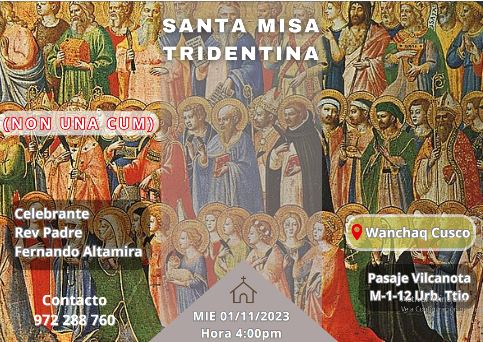 SANTA MISA
TRIDENTINA
(NON UNA CUM)
Celebrante
Rev Padre
Fernando Altamira
Wanchaq Cusco
Pasaje Vilcanota
M-1-12 Urb. Ttio
Contacto
972 288 760
MIE 01/11/2023
Hora 4:00pm